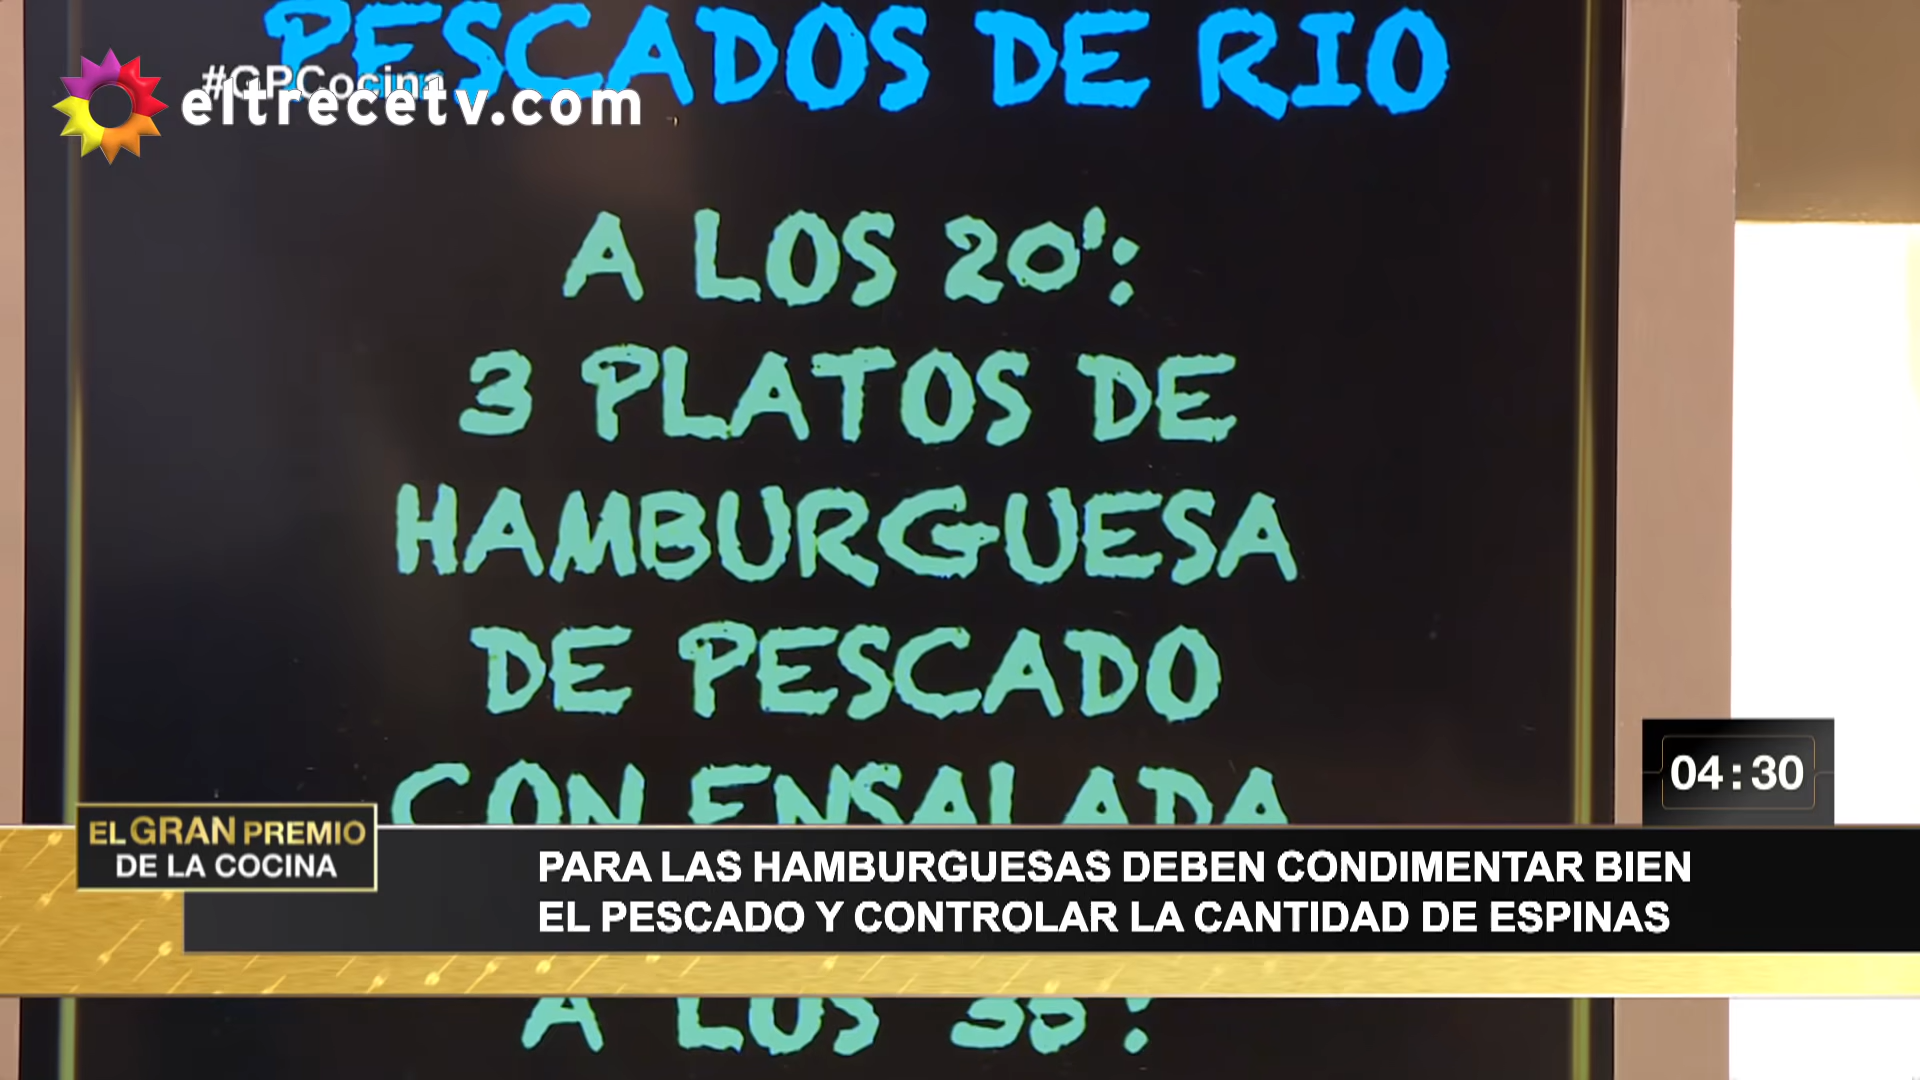 PESCADOS DE RIO
#GPCocina
eltrecetv.com
A LOS 20':
3 PLATOS DE
HAMBURGUESA
DE PESCADO
CON ENSALADA
04:30
EL GRAN PREMIO
DE LA COCINA
PARA LAS HAMBURGUESAS DEBEN CONDIMENTAR BIEN
EL PESCADO Y CONTROLAR LA CANTIDAD DE ESPINAS
A LOS 35':